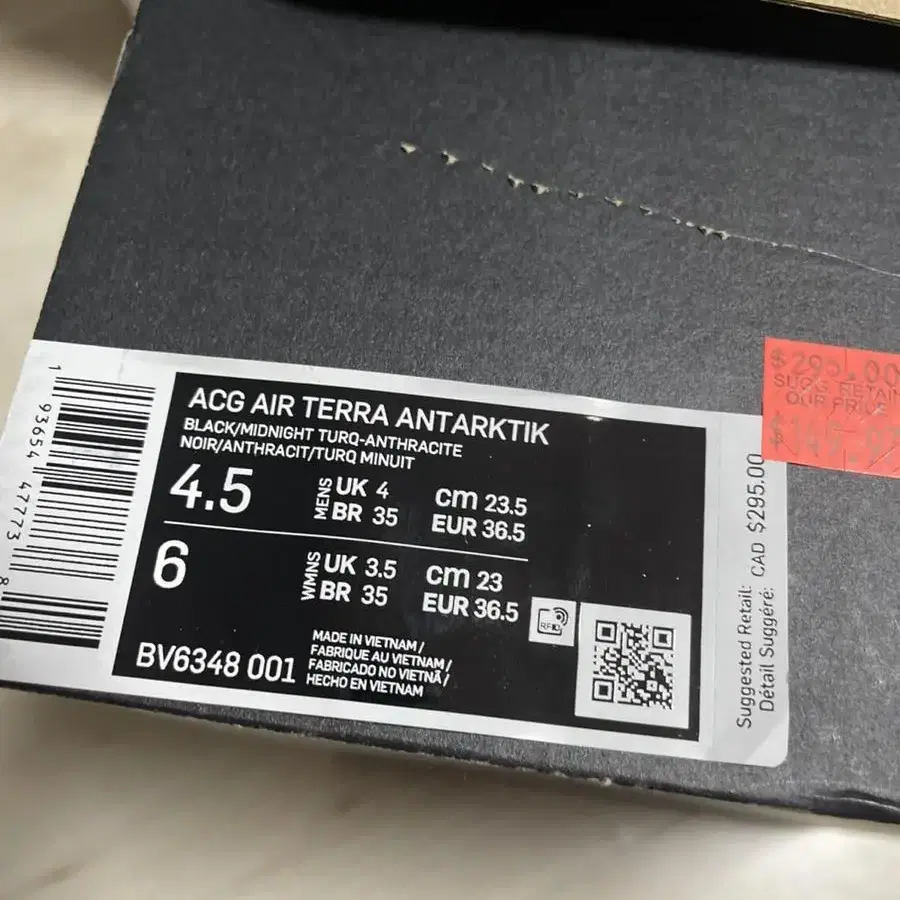 ACG AIR TERRA ANTARKTIK
BLACK/MIDNIGHT TURQ-ANTHRACITE
NOIR/ANTHRACIT/TURQ MINUIT
4.5
MENS
UK 4
BR 35
cm 23.5
EUR 36.5
6
WMNS
UK 3.5
BR 35
cm 23
EUR 36.5
RFID
BV6348 001
MADE IN VIETNAM /
FABRIQUE AU VIETNAM /
FABRICADO NO VIETNÃ /
HECHO EN VIETNAM
1 93654 47773 8
Suggested Retail: CAD $295.00
Détail Suggéré:
$295.00
SUGG. RETAIL
OUR PRICE